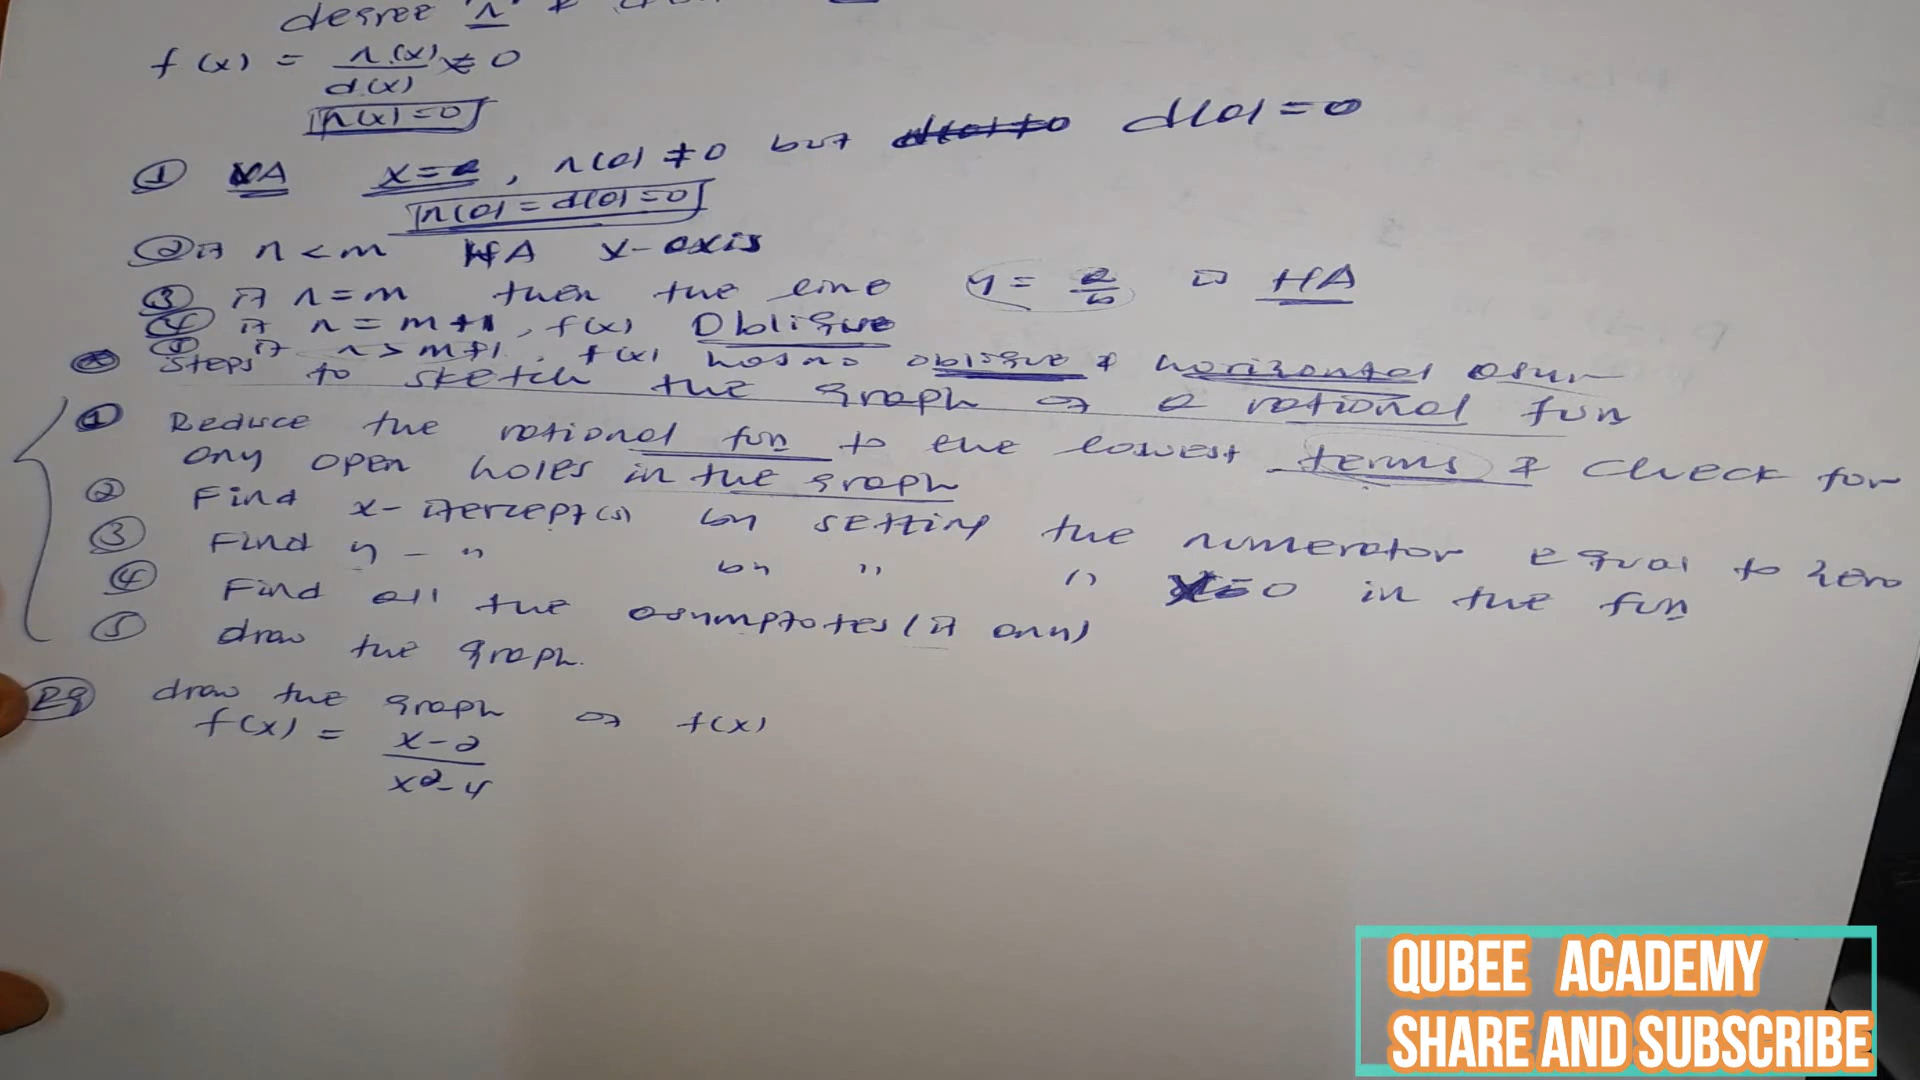 degree n
f(x) = n(x)/d(x) ≠ 0
n(x) = 0
① VA x = a, n(a) ≠ 0 but d(a) = 0
n(a) = d(a) = 0
② if n < m HA x-axis
③ if n = m then the line y = a/b is HA
④ if n = m+1, f(x) Oblique
⑤ if n > m+1, f(x) has no oblique & horizontal asym
Steps to sketch the graph of a rational fun
① Reduce the rational fun to the lowest terms & check for
any open holes in the graph
② Find x-itercept(s) by setting the numerator equal to zero
③ Find y - " by " " x=0 in the fun
④ Find all the asymptotes (if any)
⑤ draw the graph.
Eg draw the graph of f(x)
f(x) = x-2
x2-4
QUBEE ACADEMY
SHARE AND SUBSCRIBE